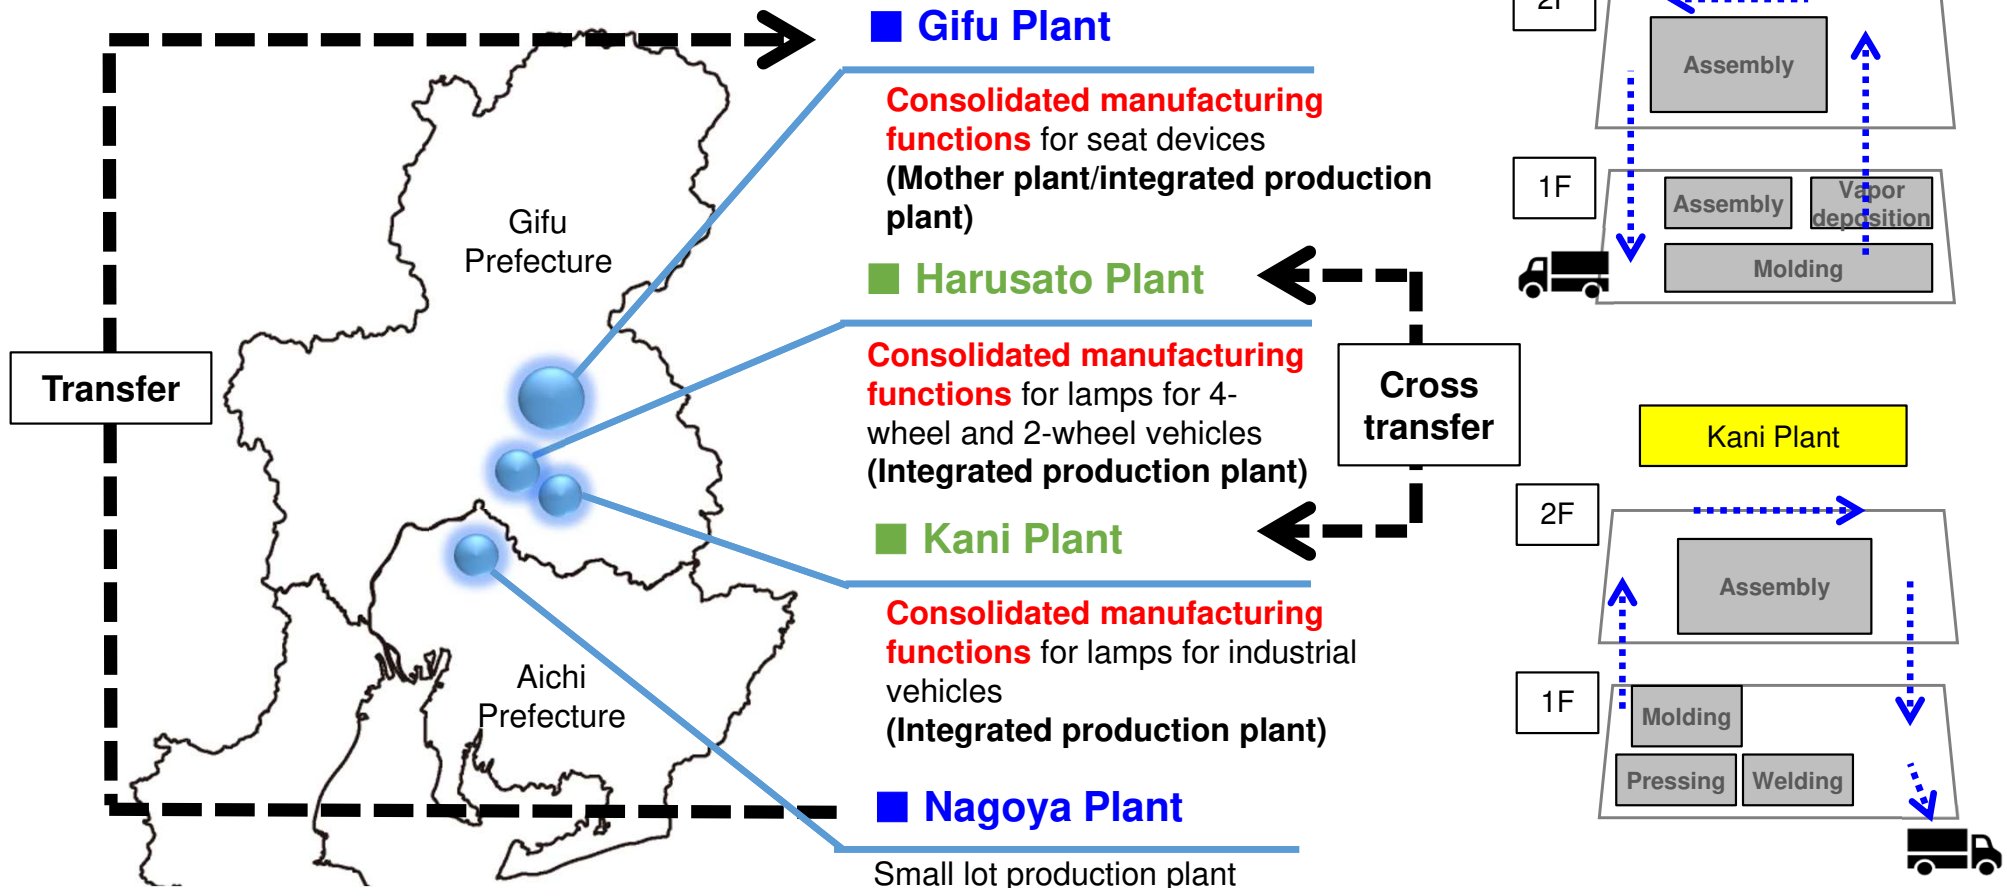 ■ Gifu Plant
Consolidated manufacturing
functions for seat devices
(Mother plant/integrated production
plant)
■ Harusato Plant
Consolidated manufacturing
functions for lamps for 4-
wheel and 2-wheel vehicles
(Integrated production plant)
■ Kani Plant
Consolidated manufacturing
functions for lamps for industrial
vehicles
(Integrated production plant)
■ Nagoya Plant
Small lot production plant
Transfer
Gifu
Prefecture
Aichi
Prefecture
Cross
transfer
2F
Assembly
1F
Assembly
Vapor
deposition
Molding
Kani Plant
2F
Assembly
1F
Molding
Pressing
Welding